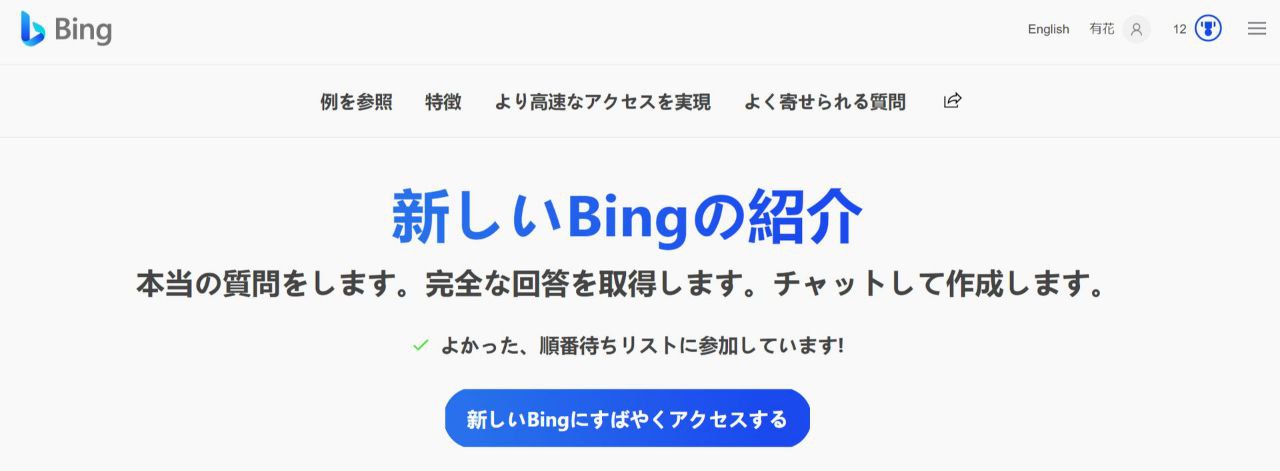 Bing
English 有花 12
例を参照 特徴 より高速なアクセスを実現 よく寄せられる質問
新しいBingの紹介
本当の質問をします。完全な回答を取得します。チャットして作成します。
よかった、順番待ちリストに参加しています!
新しいBingにすばやくアクセスする